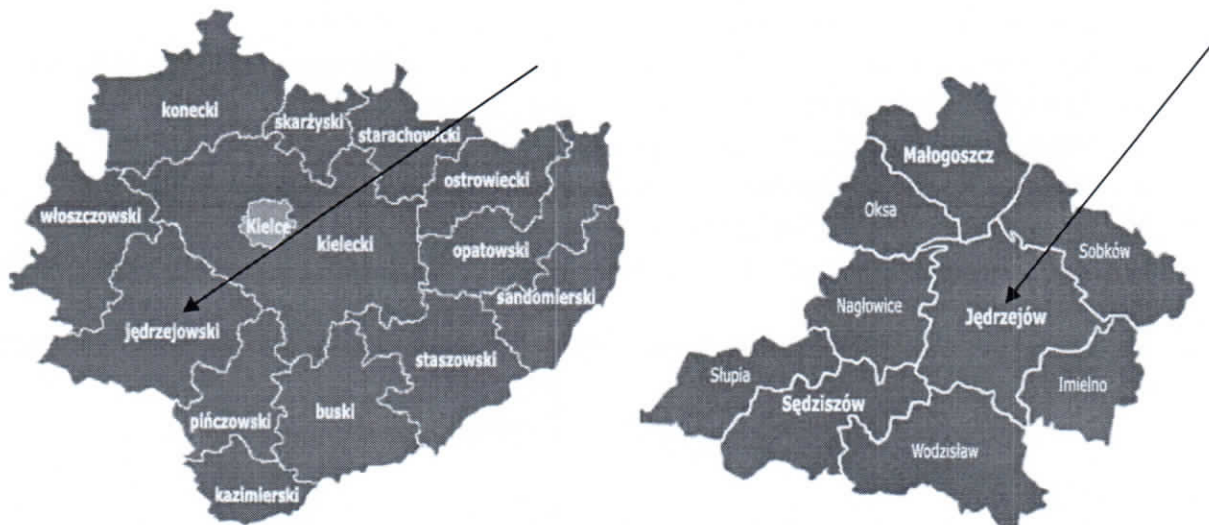 konecki
skarżyski
starachowicki
ostrowiecki
włoszczowski
Kielce
kielecki
opatowski
sandomierski
jędrzejowski
staszowski
pińczowski
buski
kazimierski
Małogoszcz
Oksa
Sobków
Nagłowice
Jędrzejów
Słupia
Sędziszów
Imielno
Wodzisław